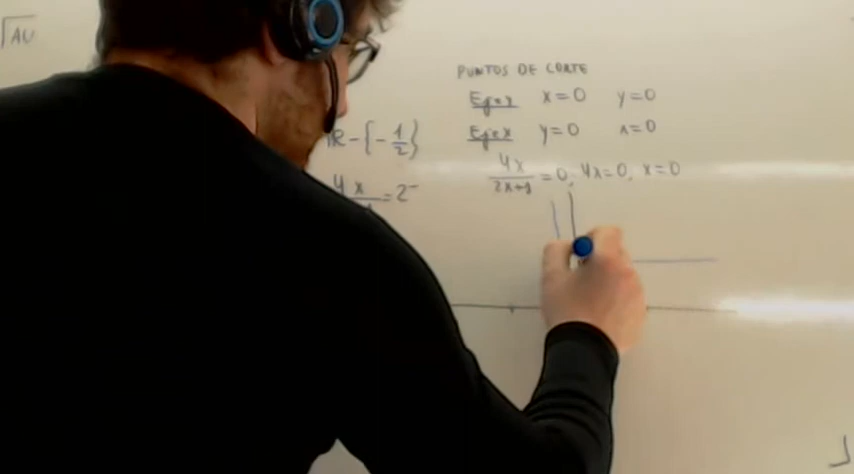 √AU
PUNTOS DE CORTE
Eje y x=0 y=0
Eje x y=0 x=0
R-{-1/2}
4x/2x+1=0, 4x=0, x=0
4x =2⁻